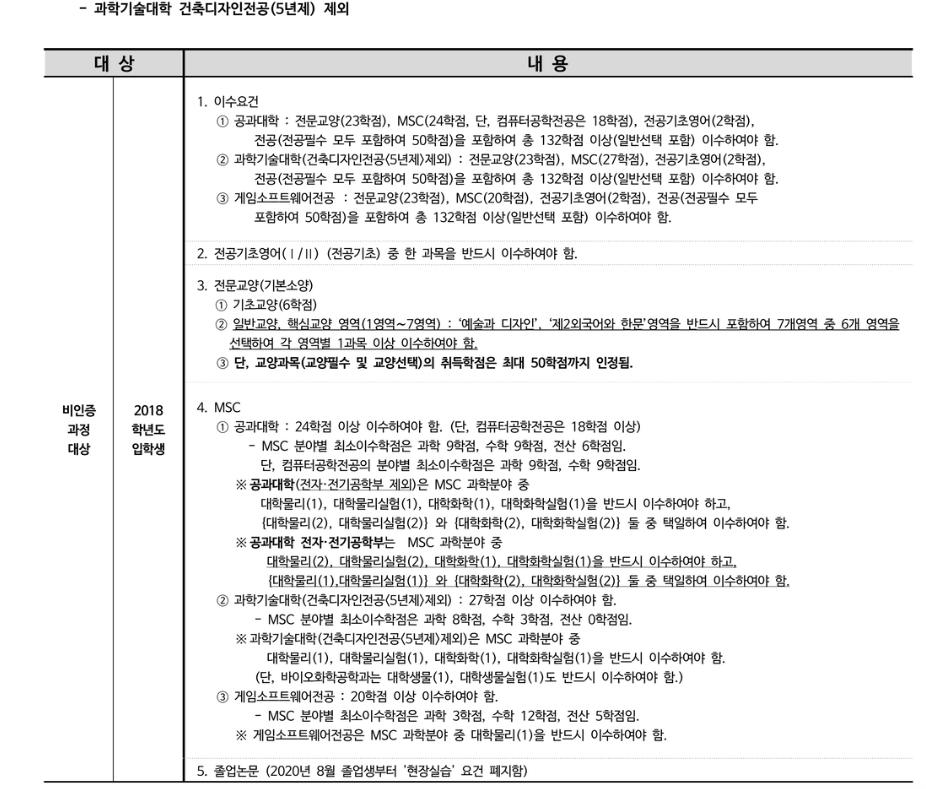 - 과학기술대학 건축디자인전공(5년제) 제외
대 상
내 용
1. 이수요건
① 공과대학 : 전문교양(23학점), MSC(24학점, 단, 컴퓨터공학전공은 18학점), 전공기초영어(2학점),
전공(전공필수 모두 포함하여 50학점)을 포함하여 총 132학점 이상(일반선택 포함) 이수하여야 함.
② 과학기술대학(건축디자인전공<5년제>제외) : 전문교양(23학점), MSC(27학점), 전공기초영어(2학점),
전공(전공필수 모두 포함하여 50학점)을 포함하여 총 132학점 이상(일반선택 포함) 이수하여야 함.
③ 게임소프트웨어전공 : 전문교양(23학점), MSC(20학점), 전공기초영어(2학점), 전공(전공필수 모두
포함하여 50학점)을 포함하여 총 132학점 이상(일반선택 포함) 이수하여야 함.
2. 전공기초영어(Ⅰ/Ⅱ) (전공기초) 중 한 과목을 반드시 이수하여야 함.
3. 전문교양(기본소양)
① 기초교양(6학점)
② 일반교양, 핵심교양 영역(1영역~7영역) : '예술과 디자인', '제2외국어와 한문'영역을 반드시 포함하여 7개영역 중 6개 영역을
선택하여 각 영역별 1과목 이상 이수하여야 함.
③ 단, 교양과목(교양필수 및 교양선택)의 취득학점은 최대 50학점까지 인정됨.
비인증
과정
대상
2018
학년도
입학생
4. MSC
① 공과대학 : 24학점 이상 이수하여야 함. (단, 컴퓨터공학전공은 18학점 이상)
- MSC 분야별 최소이수학점은 과학 9학점, 수학 9학점, 전산 6학점임.
단, 컴퓨터공학전공의 분야별 최소이수학점은 과학 9학점, 수학 9학점임.
※ 공과대학(전자·전기공학부 제외)은 MSC 과학분야 중
대학물리(1), 대학물리실험(1), 대학화학(1), 대학화학실험(1)을 반드시 이수하여야 하고,
{대학물리(2), 대학물리실험(2)} 와 {대학화학(2), 대학화학실험(2)} 둘 중 택일하여 이수하여야 함.
※ 공과대학 전자·전기공학부는 MSC 과학분야 중
대학물리(2), 대학물리실험(2), 대학화학(1), 대학화학실험(1)을 반드시 이수하여야 하고,
{대학물리(1),대학물리실험(1)} 와 {대학화학(2), 대학화학실험(2)} 둘 중 택일하여 이수하여야 함.
② 과학기술대학(건축디자인전공<5년제>제외) : 27학점 이상 이수하여야 함.
- MSC 분야별 최소이수학점은 과학 8학점, 수학 3학점, 전산 0학점임.
※ 과학기술대학(건축디자인전공<5년제>제외)은 MSC 과학분야 중
대학물리(1), 대학물리실험(1), 대학화학(1), 대학화학실험(1)을 반드시 이수하여야 함.
(단, 바이오화학공학과는 대학생물(1), 대학생물실험(1)도 반드시 이수하여야 함.)
③ 게임소프트웨어전공 : 20학점 이상 이수하여야 함.
- MSC 분야별 최소이수학점은 과학 3학점, 수학 12학점, 전산 5학점임.
※ 게임소프트웨어전공은 MSC 과학분야 중 대학물리(1)을 반드시 이수하여야 함.
5. 졸업논문 (2020년 8월 졸업생부터 '현장실습' 요건 폐지함)